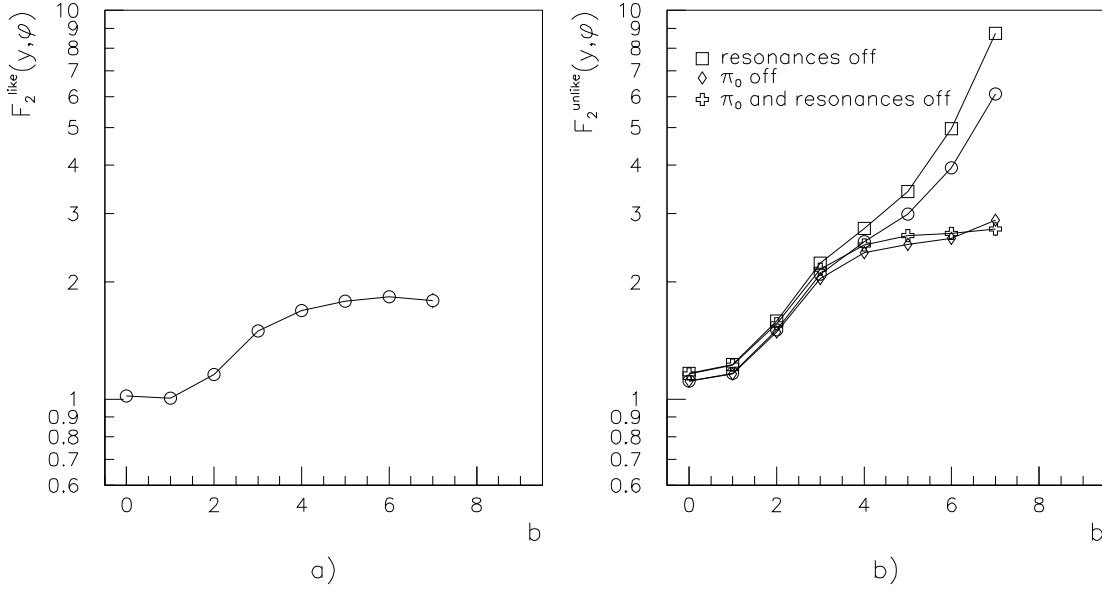 F₂ˡⁱᵏᵉ(y,φ)
10
9
8
7
6
5
4
3
2
1
0.9
0.8
0.7
0.6
0 2 4 6 8
b
a)
F₂ᵘⁿˡⁱᵏᵉ(y,φ)
10
9
8
7
6
5
4
3
2
1
0.9
0.8
0.7
0.6
resonances off
π₀ off
π₀ and resonances off
0 2 4 6 8
b
b)